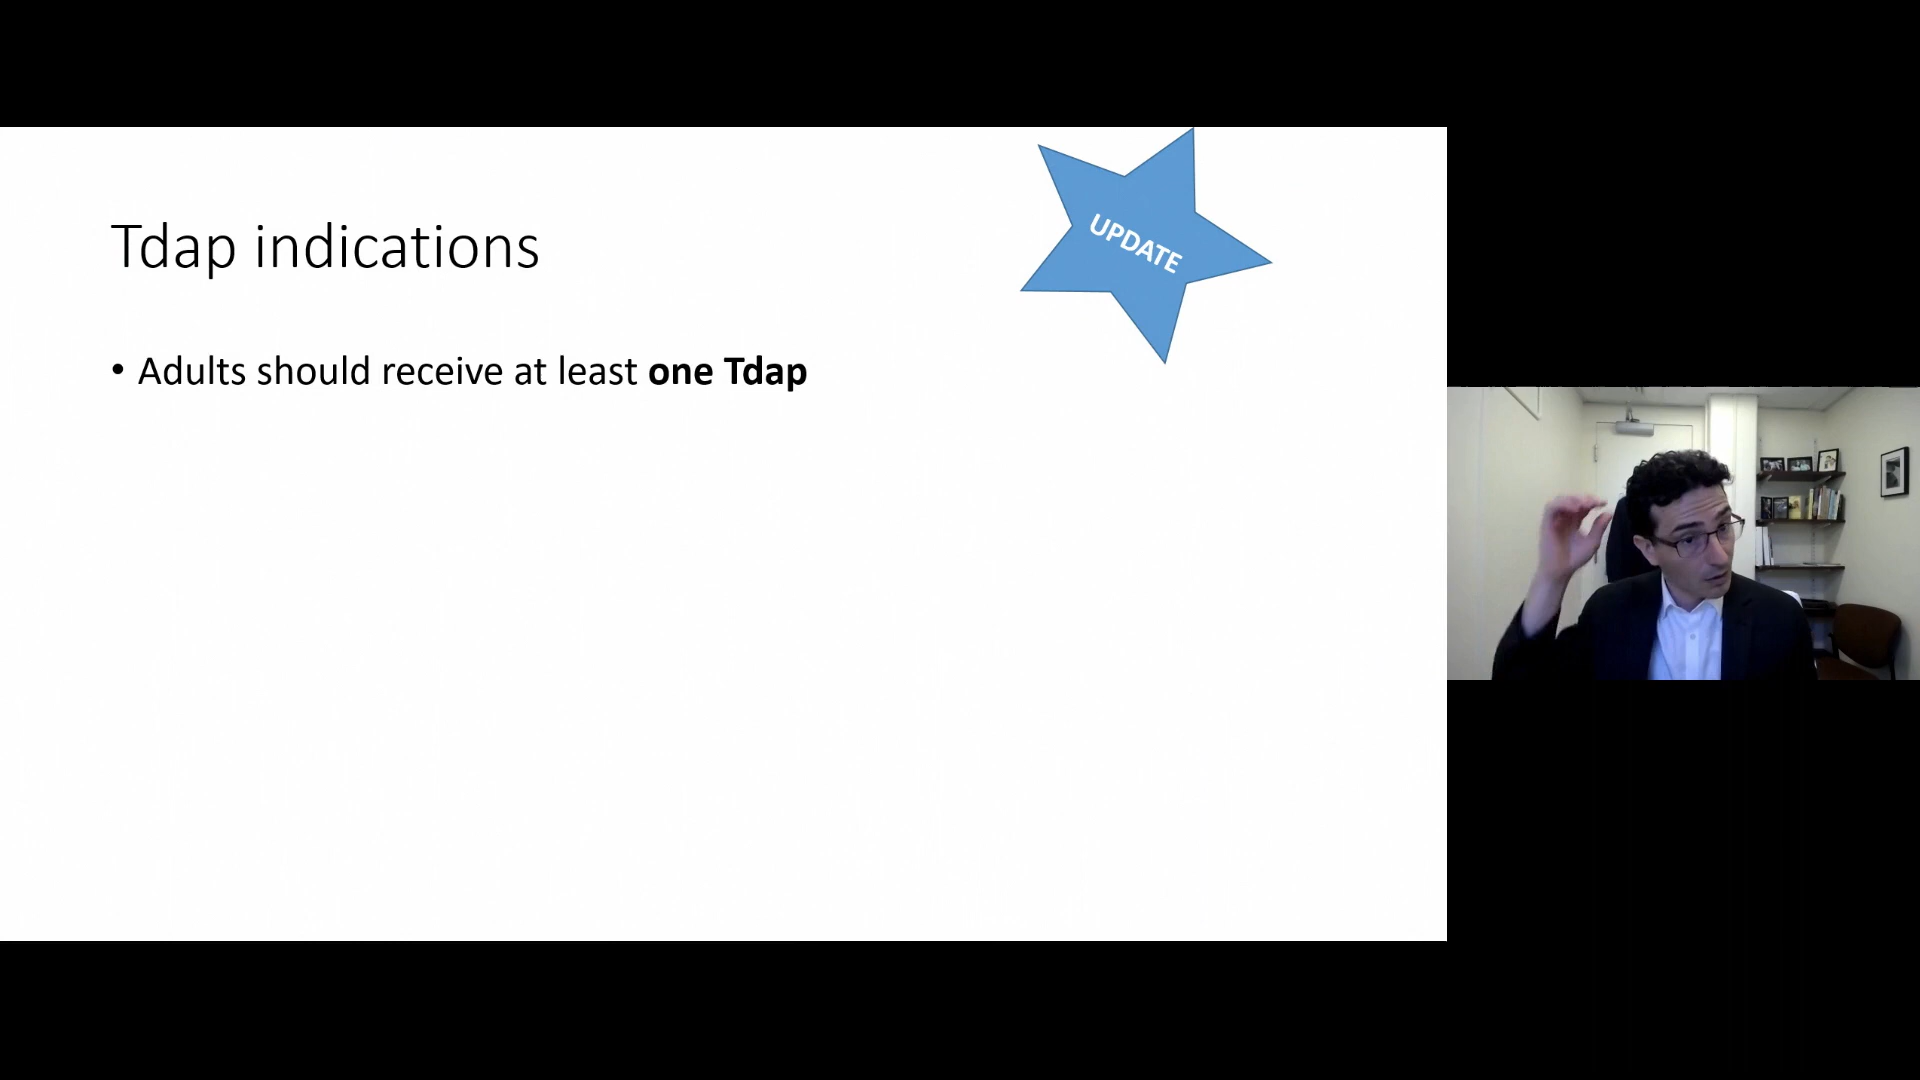 UPDATE
Tdap indications
• Adults should receive at least one Tdap